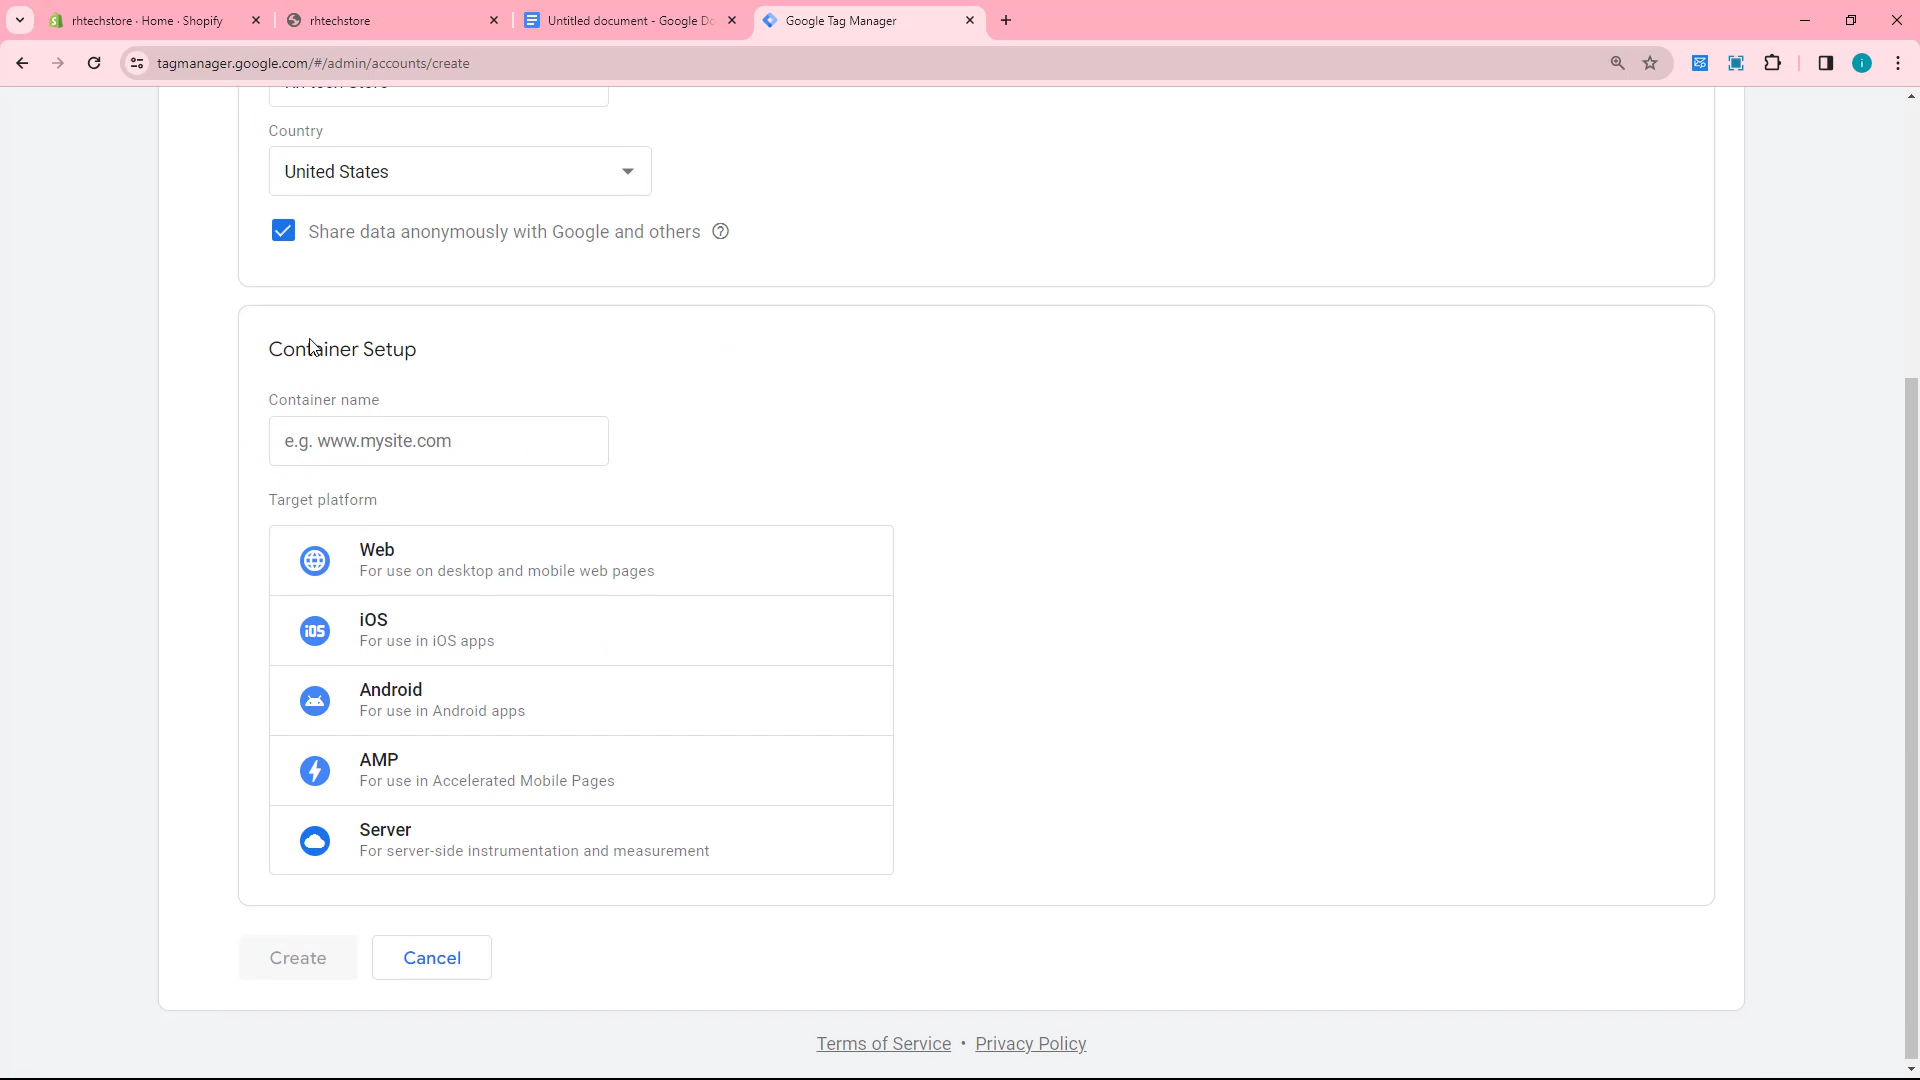 rhtechstore · Home · Shopify
rhtechstore
Untitled document - Google Do
Google Tag Manager
tagmanager.google.com/#/admin/accounts/create
i
Country
United States
Share data anonymously with Google and others
Container Setup
Container name
e.g. www.mysite.com
Target platform
Web
For use on desktop and mobile web pages
iOS
iOS
For use in iOS apps
Android
For use in Android apps
AMP
For use in Accelerated Mobile Pages
Server
For server-side instrumentation and measurement
Create
Cancel
Terms of Service • Privacy Policy